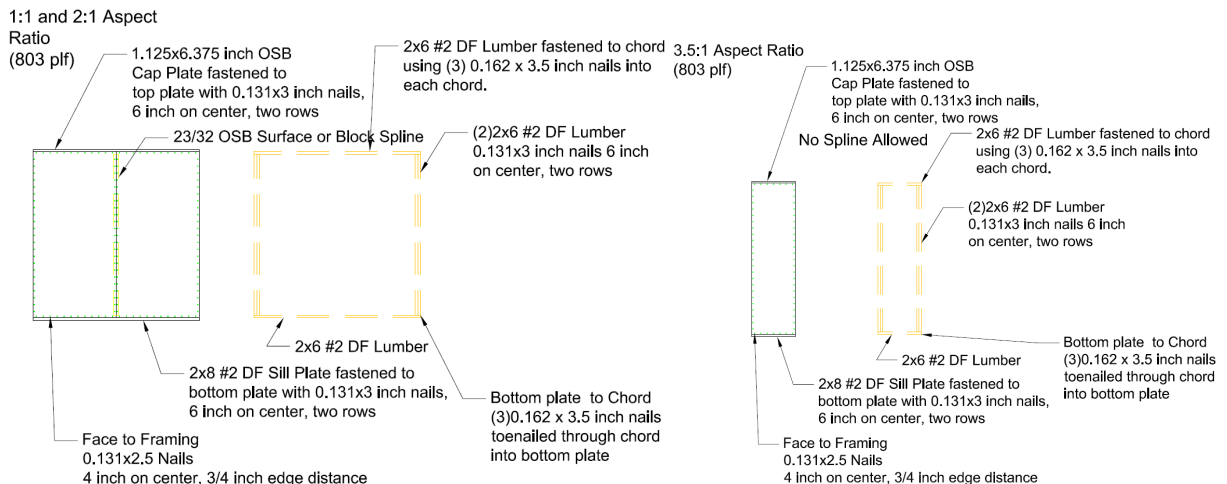 1:1 and 2:1 Aspect
Ratio
(803 plf)
1.125x6.375 inch OSB
Cap Plate fastened to
top plate with 0.131x3 inch nails,
6 inch on center, two rows
23/32 OSB Surface or Block Spline
2x6 #2 DF Lumber fastened to chord
using (3) 0.162 x 3.5 inch nails into
each chord.
(2)2x6 #2 DF Lumber
0.131x3 inch nails 6 inch
on center, two rows
2x6 #2 DF Lumber
2x8 #2 DF Sill Plate fastened to
bottom plate with 0.131x3 inch nails,
6 inch on center, two rows
Bottom plate to Chord
(3)0.162 x 3.5 inch nails
toenailed through chord
into bottom plate
Face to Framing
0.131x2.5 Nails
4 inch on center, 3/4 inch edge distance
3.5:1 Aspect Ratio
(803 plf)
1.125x6.375 inch OSB
Cap Plate fastened to
top plate with 0.131x3 inch nails,
6 inch on center, two rows
No Spline Allowed
2x6 #2 DF Lumber fastened to chord
using (3) 0.162 x 3.5 inch nails into
each chord.
(2)2x6 #2 DF Lumber
0.131x3 inch nails 6 inch
on center, two rows
2x6 #2 DF Lumber
Bottom plate to Chord
(3)0.162 x 3.5 inch nails
toenailed through chord
into bottom plate
2x8 #2 DF Sill Plate fastened to
bottom plate with 0.131x3 inch nails,
6 inch on center, two rows
Face to Framing
0.131x2.5 Nails
4 inch on center, 3/4 inch edge distance